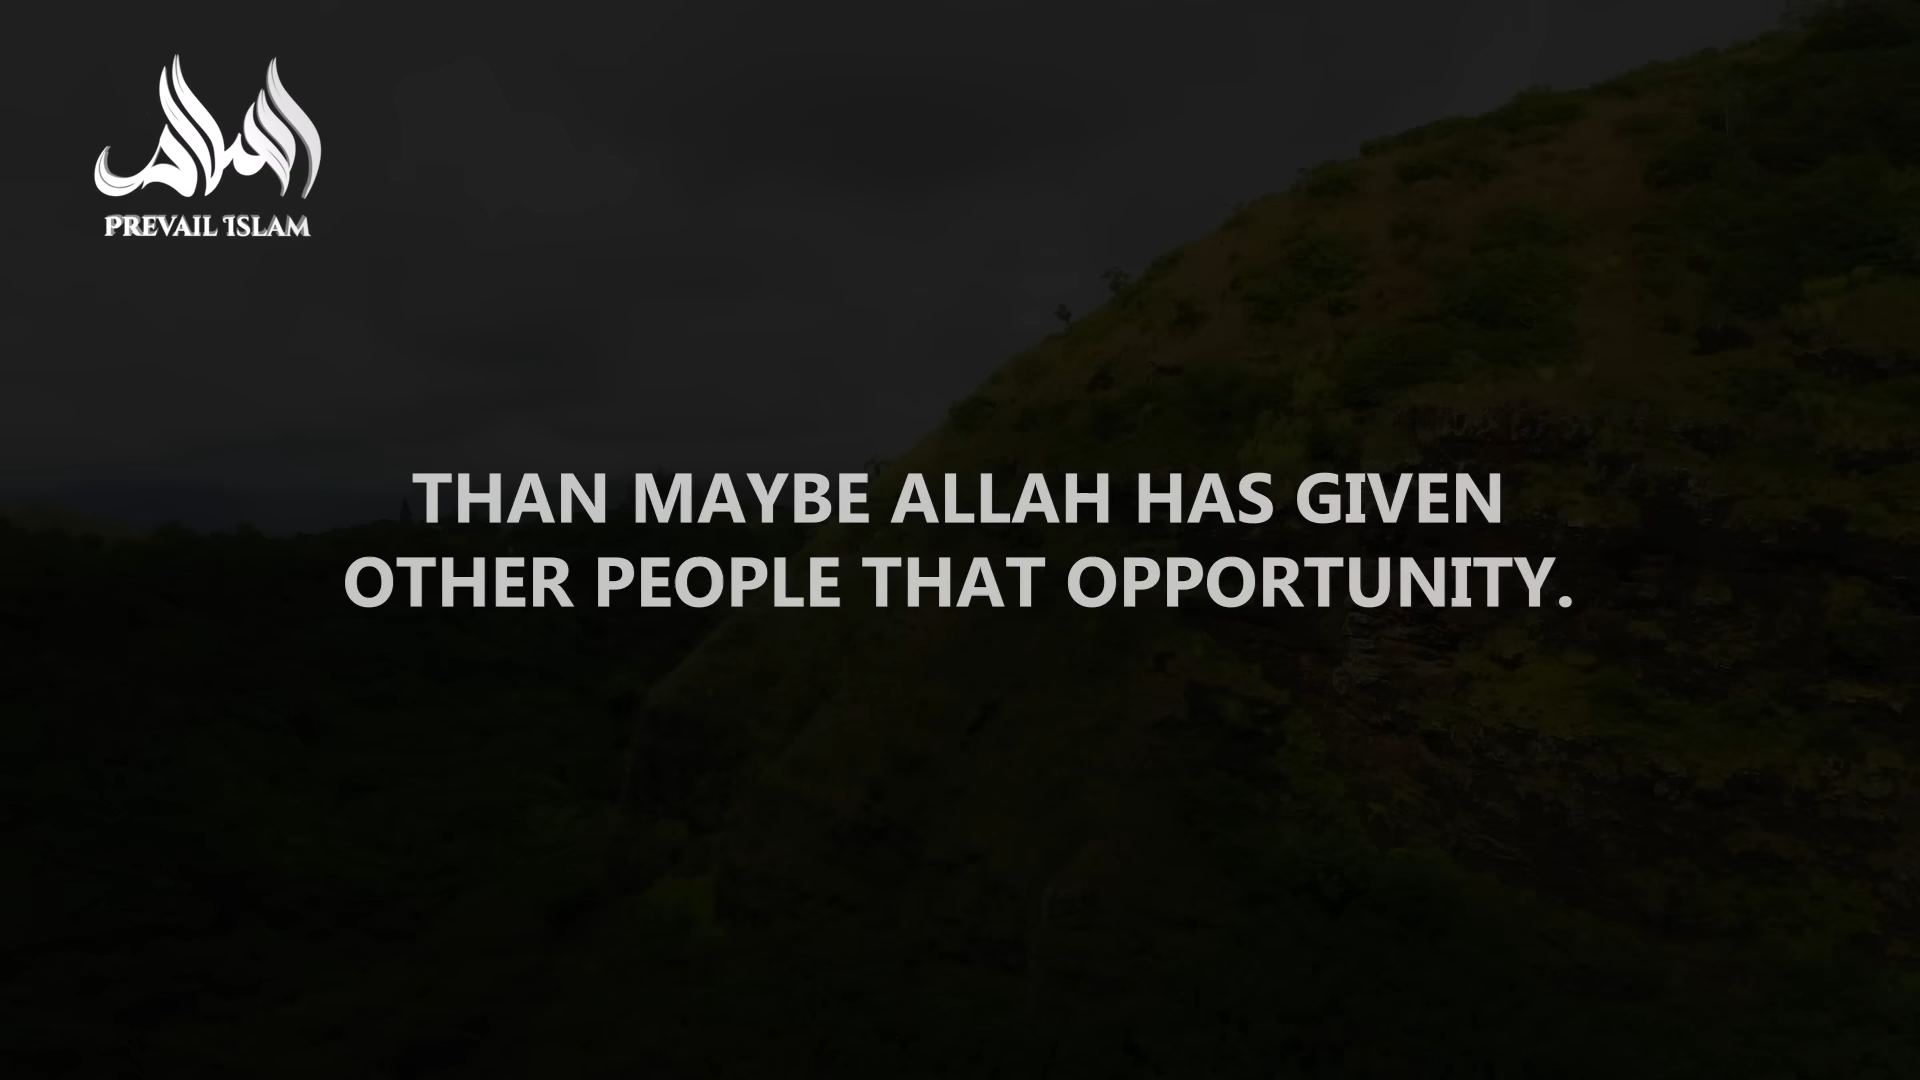 PREVAIL ISLAM
THAN MAYBE ALLAH HAS GIVEN
OTHER PEOPLE THAT OPPORTUNITY.